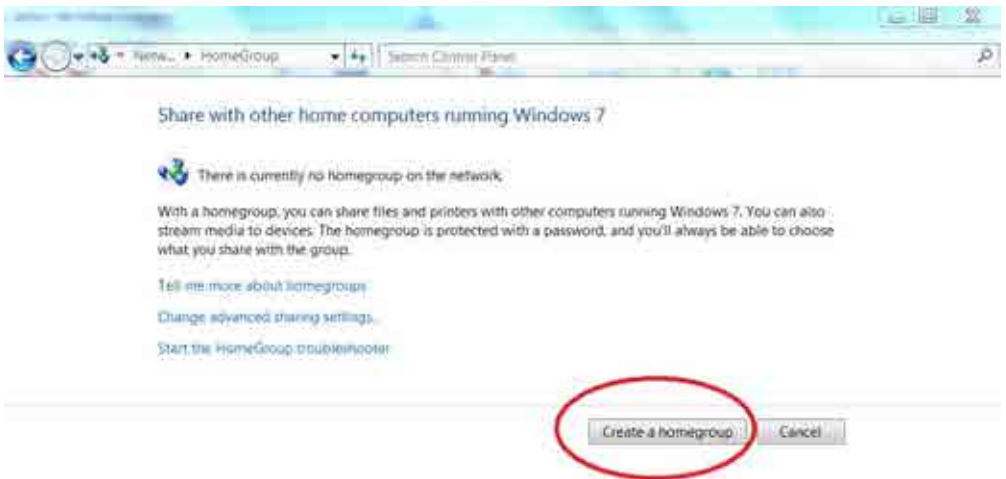 Netw... ▸ HomeGroup
Search Control Panel
Share with other home computers running Windows 7
There is currently no homegroup on the network.
With a homegroup, you can share files and printers with other computers running Windows 7. You can also
stream media to devices. The homegroup is protected with a password, and you'll always be able to choose
what you share with the group.
Tell me more about homegroups
Change advanced sharing settings...
Start the HomeGroup troubleshooter
Create a homegroup
Cancel